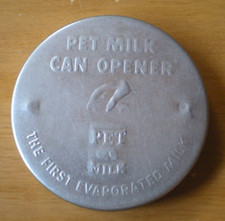 PET MILK
CAN OPENER
PET
MILK
THE FIRST EVAPORATED MILK